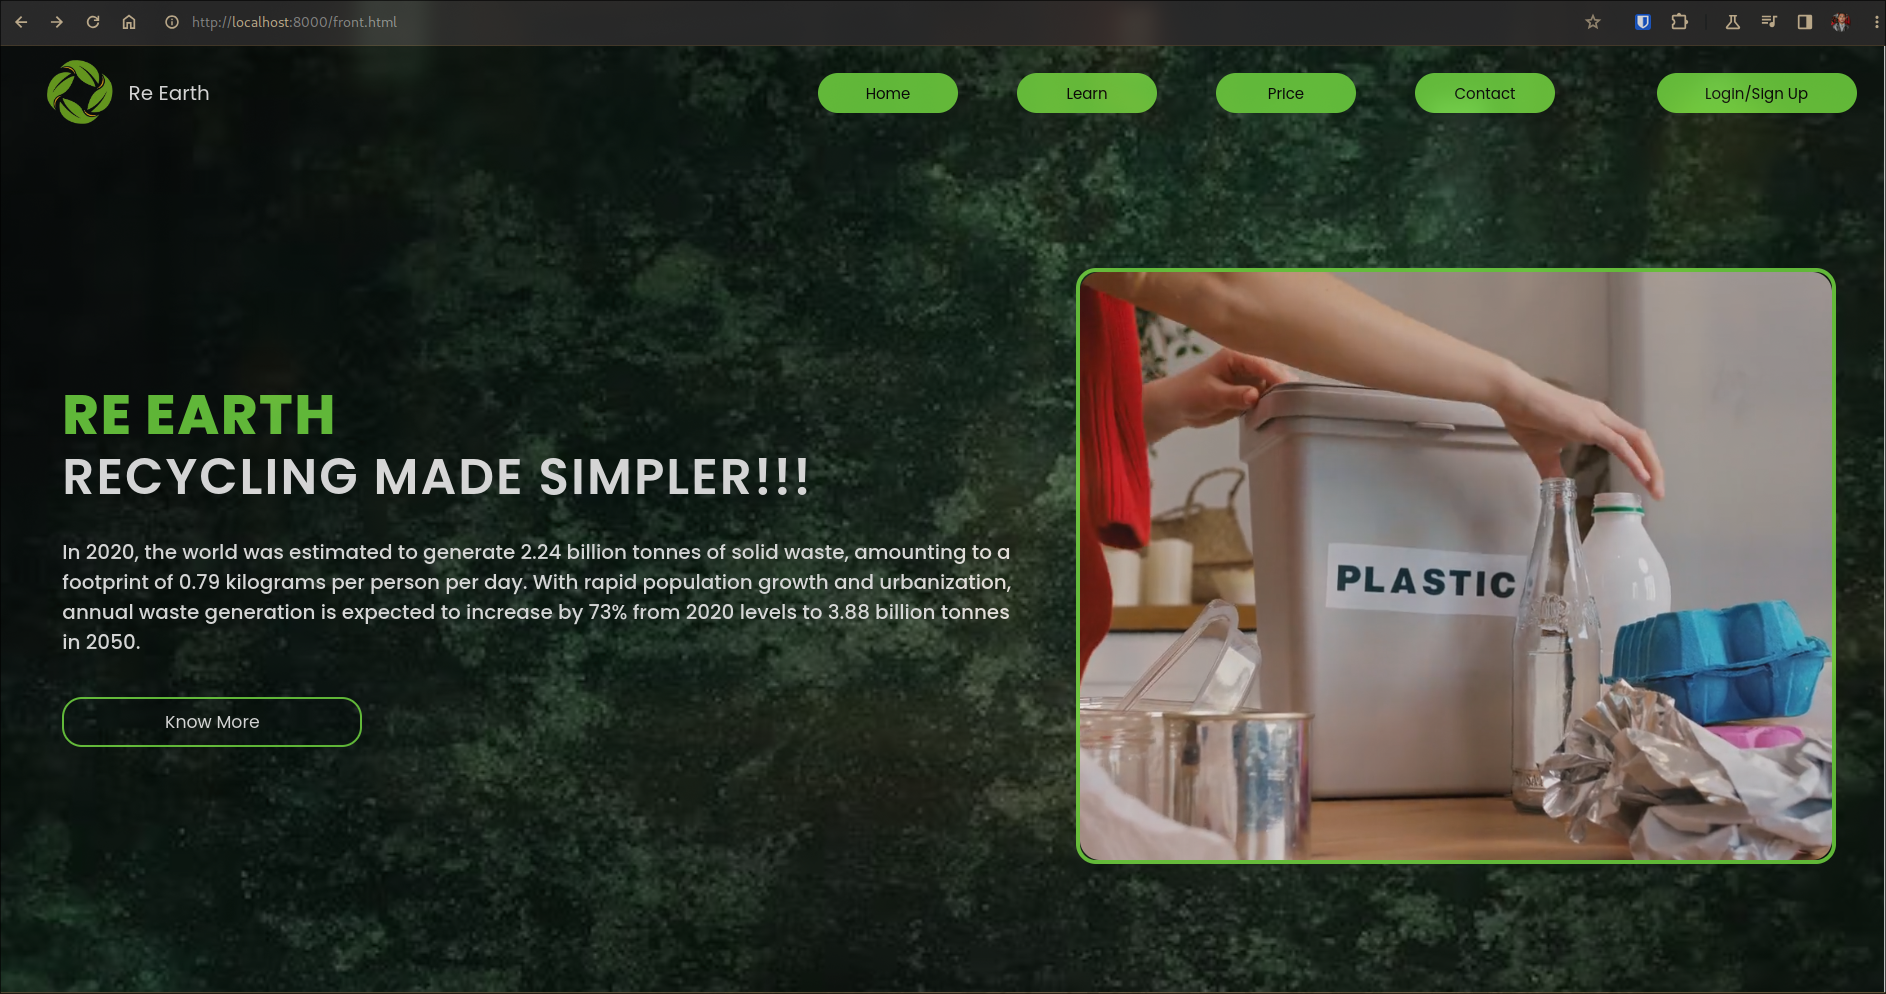 http://localhost:8000/front.html
Re Earth
Home
Learn
Price
Contact
Login/Sign Up
RE EARTH
RECYCLING MADE SIMPLER!!!
In 2020, the world was estimated to generate 2.24 billion tonnes of solid waste, amounting to a
footprint of 0.79 kilograms per person per day. With rapid population growth and urbanization,
annual waste generation is expected to increase by 73% from 2020 levels to 3.88 billion tonnes
in 2050.
Know More
PLASTIC